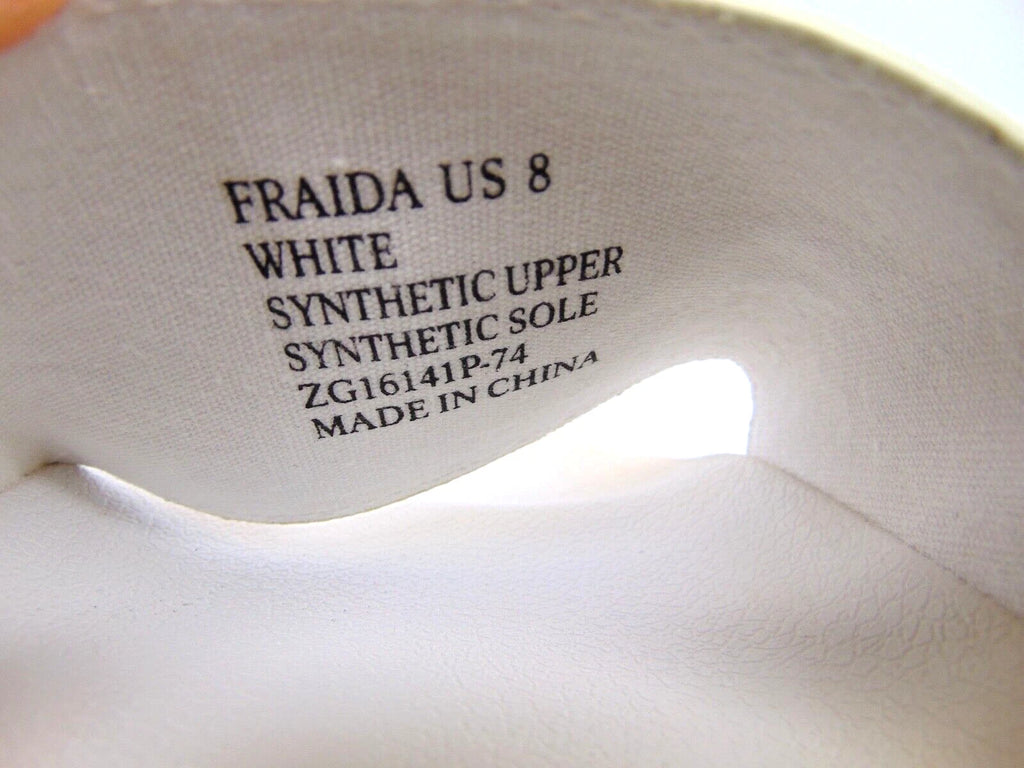 FRAIDA US 8
WHITE
SYNTHETIC UPPER
SYNTHETIC SOLE
ZG16141P-74
MADE IN CHINA